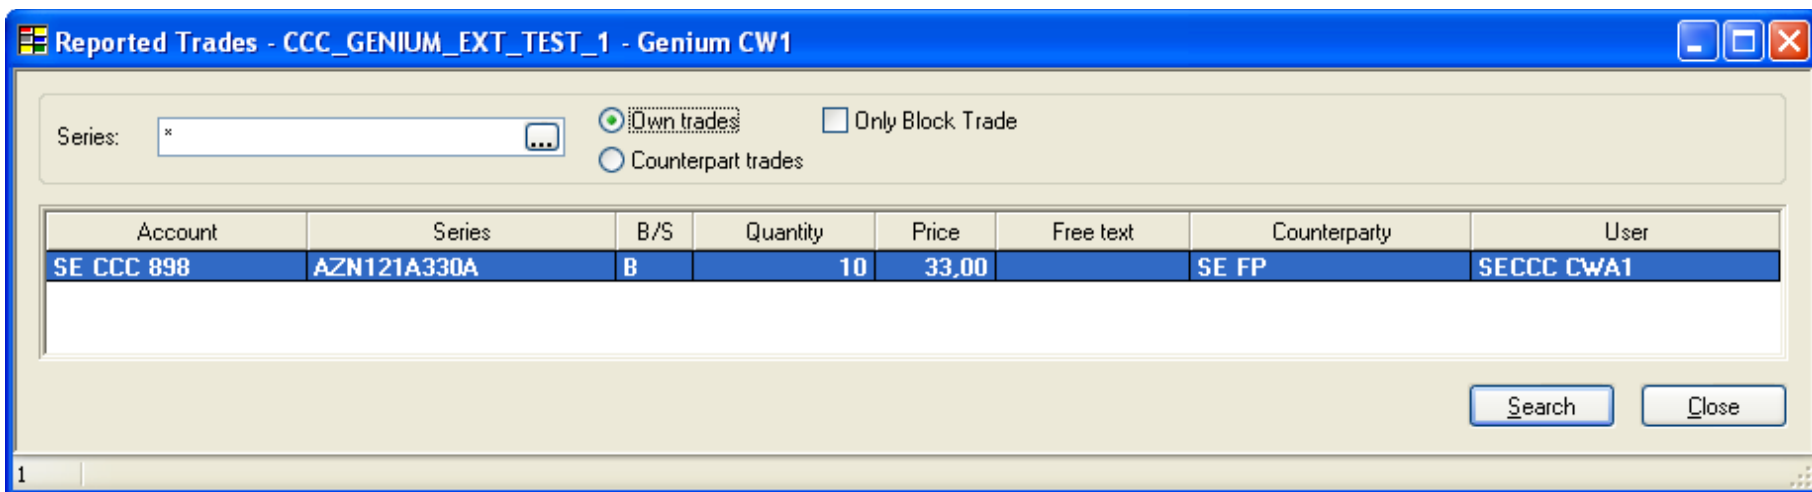 Reported Trades - CCC_GENIUM_EXT_TEST_1 - Genium CW1
Series: * ... Own trades Only Block Trade
Counterpart trades
Account Series B/S Quantity Price Free text Counterparty User
SE CCC 898 AZN121A330A B 10 33,00 SE FP SECCC CWA1
Search Close
1